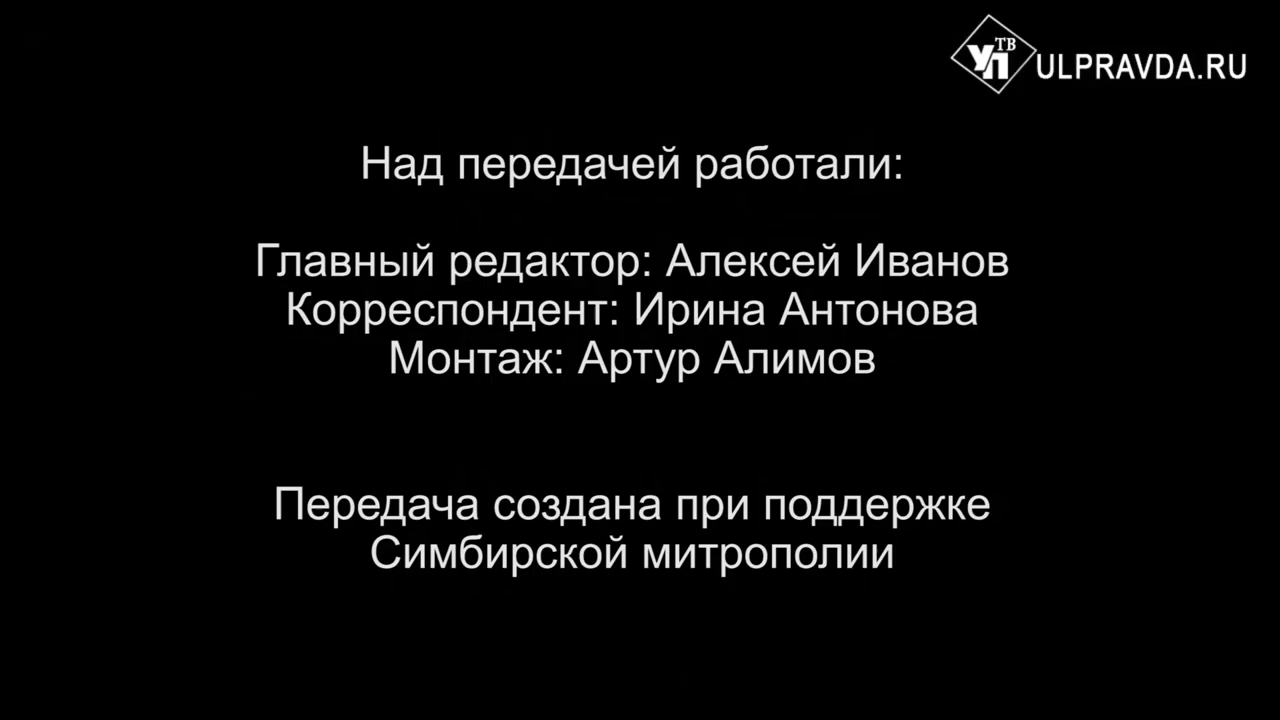 ТВ
УП
ULPRAVDA.RU
Над передачей работали:
Главный редактор: Алексей Иванов
Корреспондент: Ирина Антонова
Монтаж: Артур Алимов
Передача создана при поддержке
Симбирской митрополии